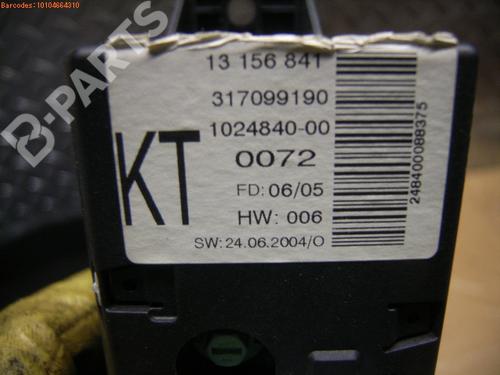 Barcodes:10104664310
B-PARTS
13 156 841
317099190
1024840-00
KT
0072
FD: 06/05
HW: 006
SW: 24.06.2004/O
2484000088375